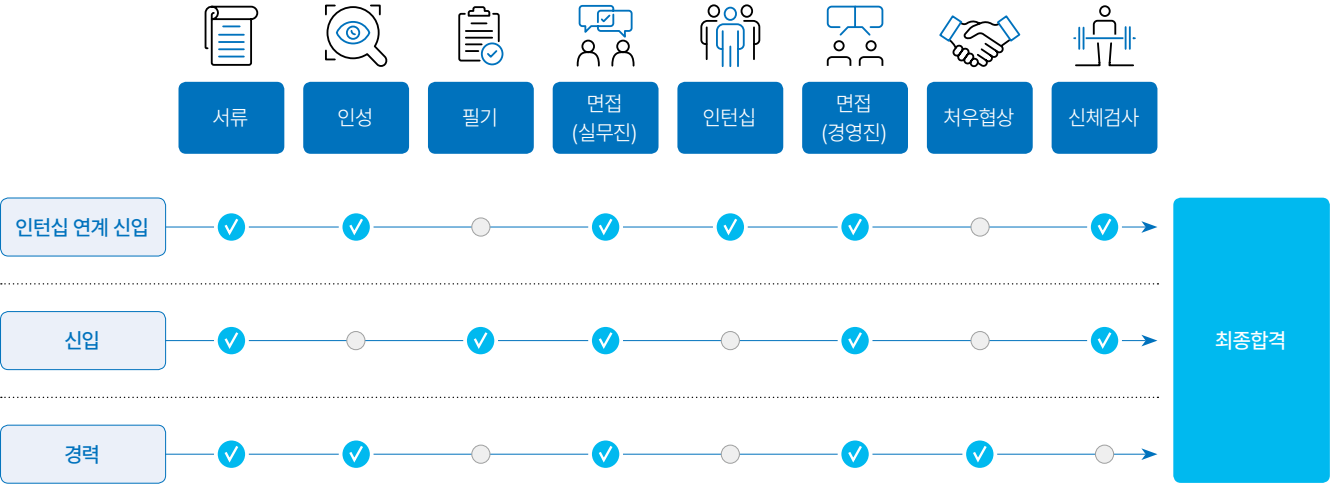 서류
인성
필기
면접
(실무진)
인턴십
면접
(경영진)
처우협상
신체검사
인턴십 연계 신입
신입
경력
최종합격